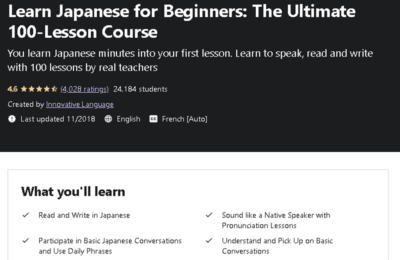 Learn Japanese for Beginners: The Ultimate
100-Lesson Course
You learn Japanese minutes into your first lesson. Learn to speak, read and write
with 100 lessons by real teachers
4.6 (4,028 ratings) 24,184 students
Created by Innovative Language
Last updated 11/2018 English French [Auto]
What you'll learn
Read and Write in Japanese
Sound like a Native Speaker with
Pronunciation Lessons
Participate in Basic Japanese Conversations
and Use Daily Phrases
Understand and Pick Up on Basic
Conversations